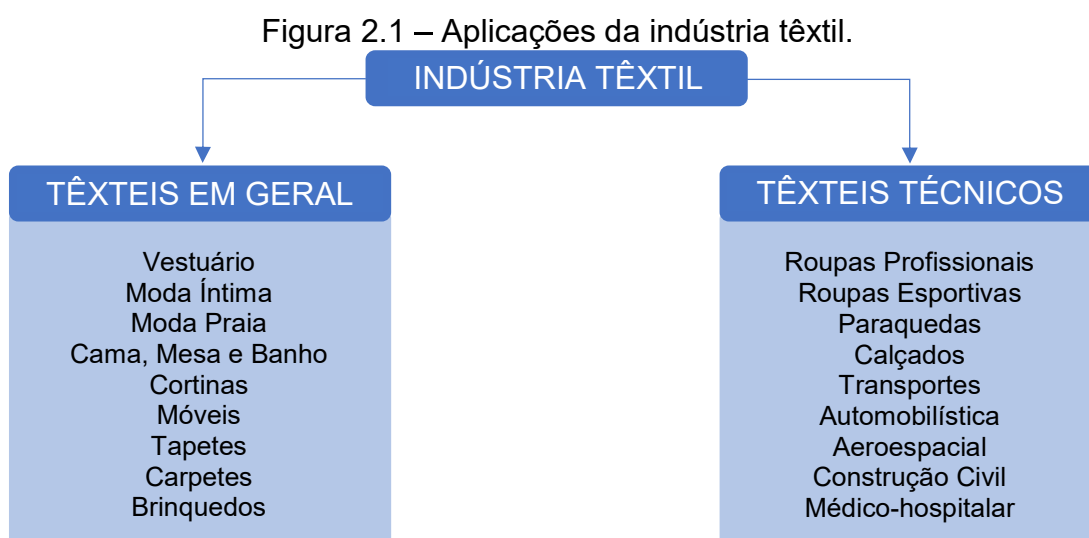 Figura 2.1 – Aplicações da indústria têxtil.
INDÚSTRIA TÊXTIL
TÊXTEIS EM GERAL
Vestuário
Moda Íntima
Moda Praia
Cama, Mesa e Banho
Cortinas
Móveis
Tapetes
Carpetes
Brinquedos
TÊXTEIS TÉCNICOS
Roupas Profissionais
Roupas Esportivas
Paraquedas
Calçados
Transportes
Automobilística
Aeroespacial
Construção Civil
Médico-hospitalar